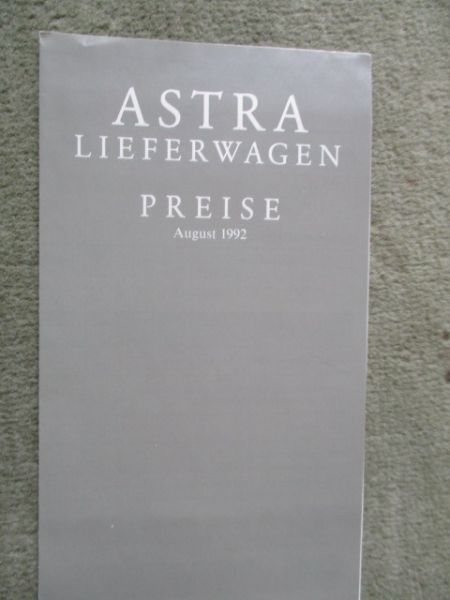 ASTRA
LIEFERWAGEN
PREISE
August 1992